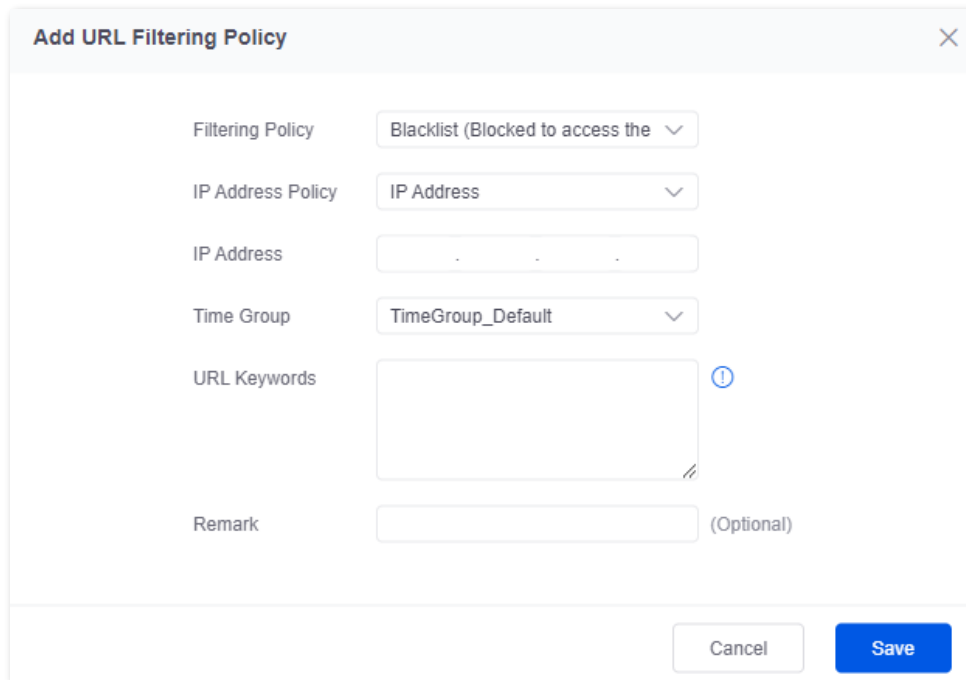 Add URL Filtering Policy
Filtering Policy Blacklist (Blocked to access the
IP Address Policy IP Address
IP Address . . .
Time Group TimeGroup_Default
URL Keywords
Remark (Optional)
Cancel Save